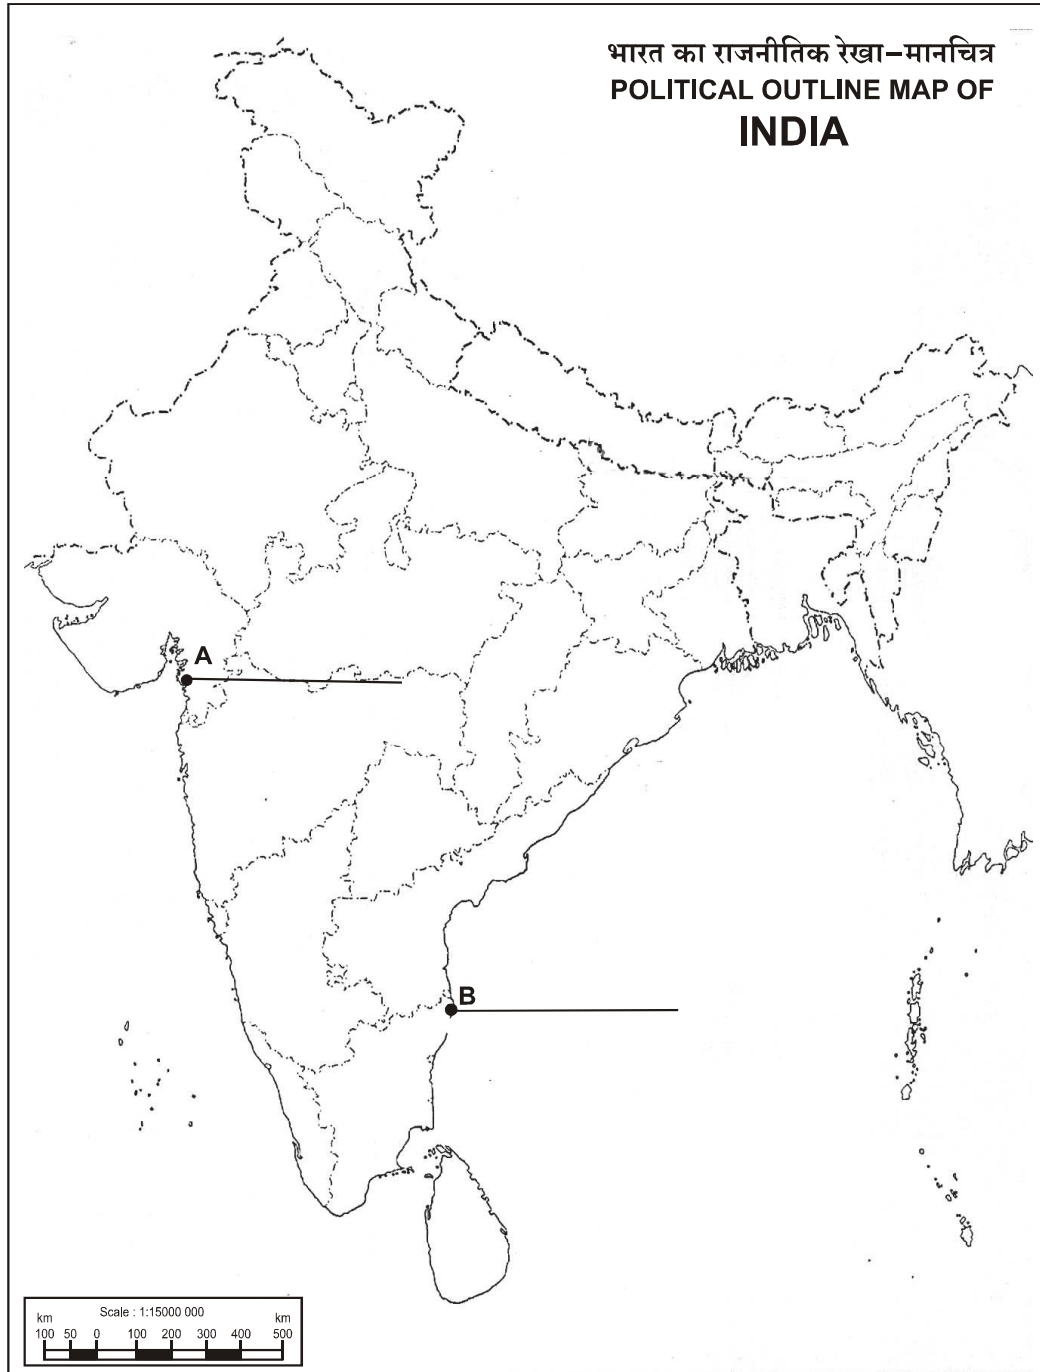 भारत का राजनीतिक रेखा–मानचित्र
POLITICAL OUTLINE MAP OF
INDIA
A
B
Scale : 1:15000 000
km km
100 50 0 100 200 300 400 500